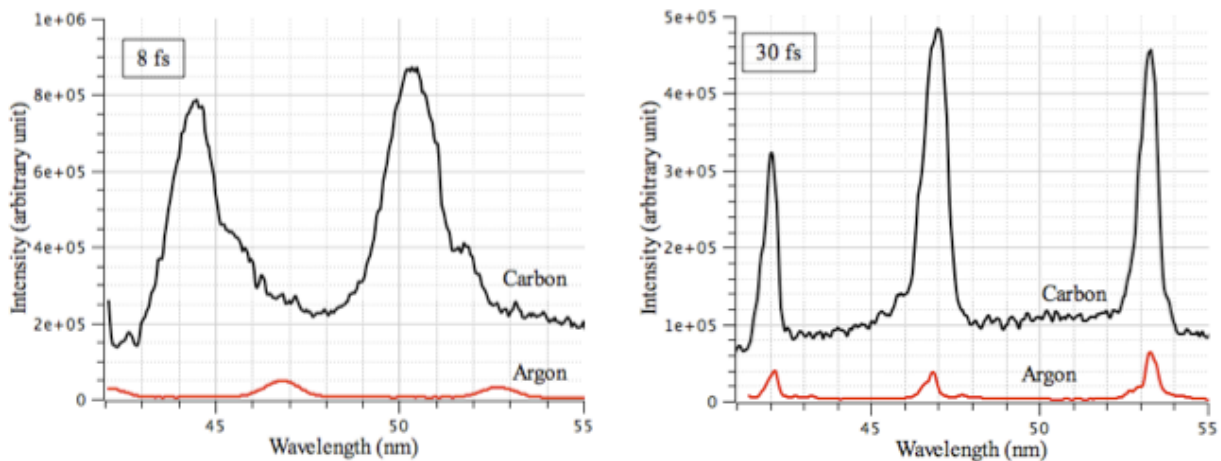 1e+06
8 fs
8e+05
6e+05
4e+05
2e+05
0
Intensity (arbitrary unit)
Carbon
Argon
45
50
55
Wavelength (nm)
5e+05
30 fs
4e+05
3e+05
2e+05
1e+05
0
Intensity (arbitrary unit)
Carbon
Argon
45
50
55
Wavelength (nm)